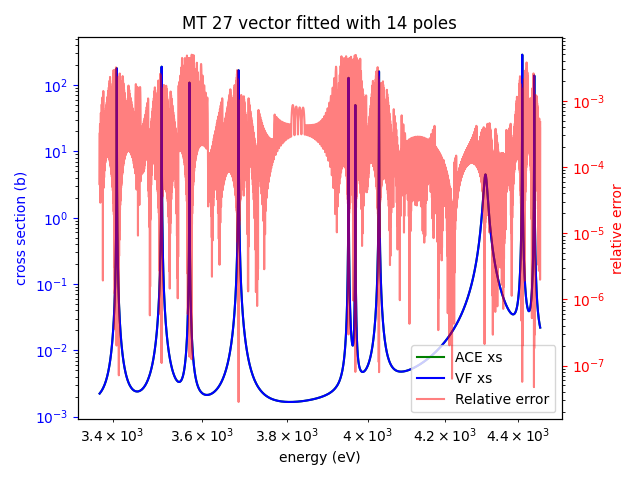 MT 27 vector fitted with 14 poles
cross section (b)
10²
10¹
10⁰
10⁻¹
10⁻²
10⁻³
relative error
10⁻³
10⁻⁴
10⁻⁵
10⁻⁶
10⁻⁷
ACE xs
VF xs
Relative error
3.4 × 10³ 3.6 × 10³ 3.8 × 10³ 4 × 10³ 4.2 × 10³ 4.4 × 10³
energy (eV)